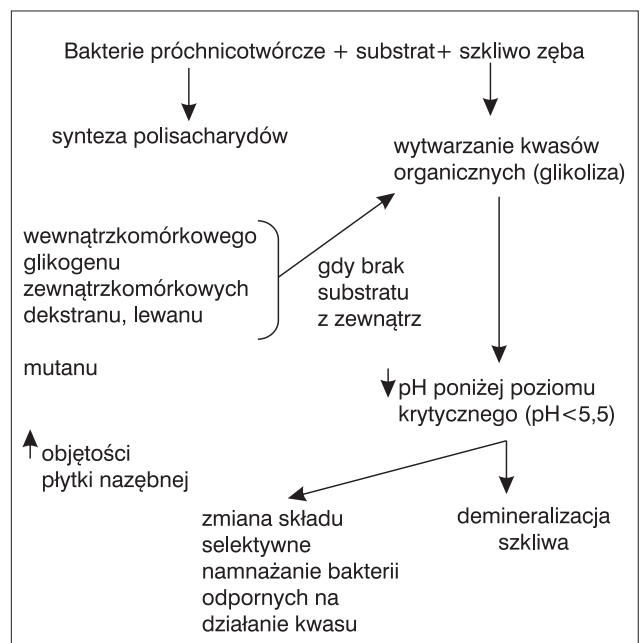 Bakterie próchnicotwórcze + substrat+ szkliwo zęba
synteza polisacharydów
wytwarzanie kwasów
organicznych (glikoliza)
wewnątrzkomórkowego
glikogenu
zewnątrzkomórkowych
dekstranu, lewanu
gdy brak
substratu
z zewnątrz
mutanu
pH poniżej poziomu
krytycznego (pH<5,5)
objętości
płytki nazębnej
zmiana składu
selektywne
namnażanie bakterii
odpornych na
działanie kwasu
demineralizacja
szkliwa